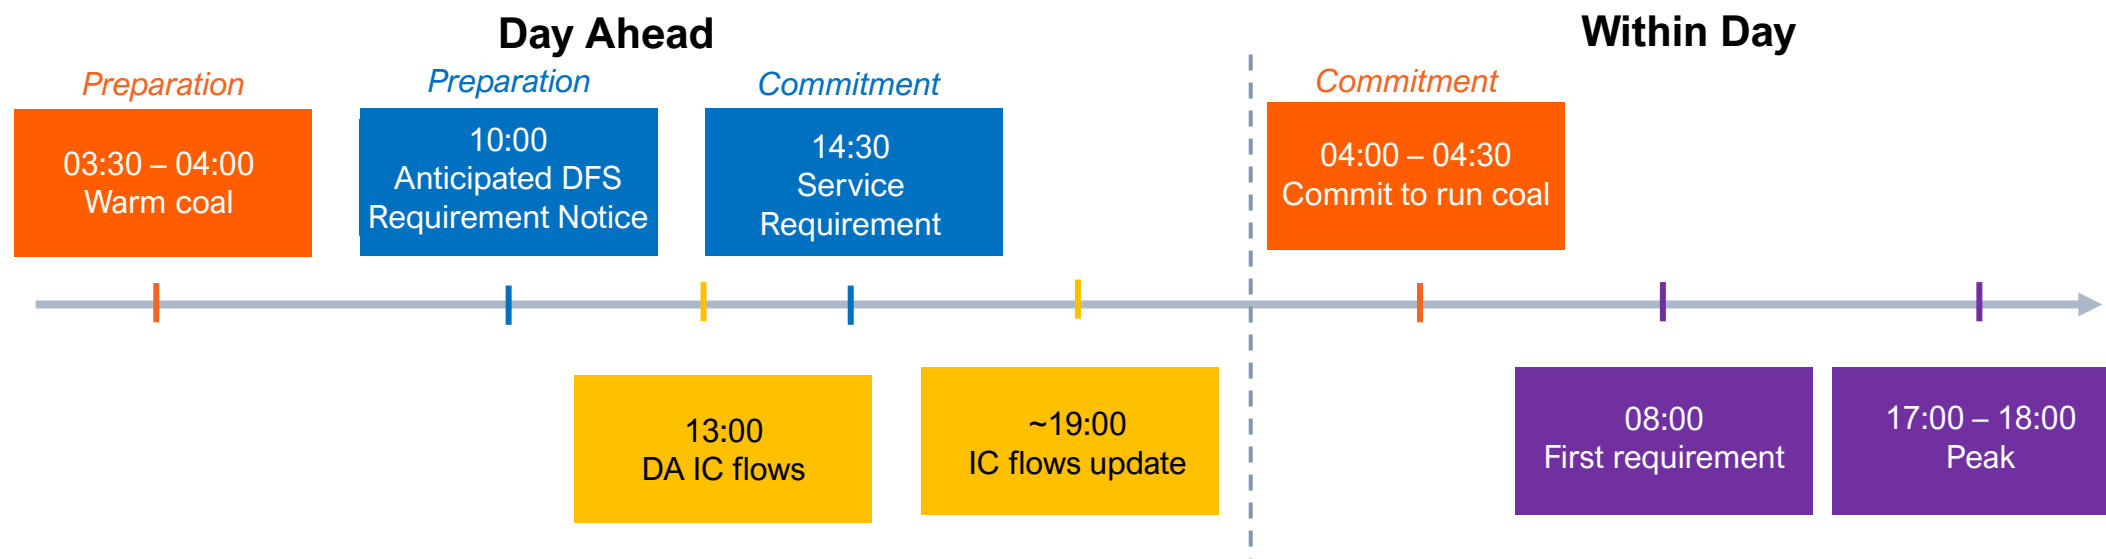 Day Ahead
Within Day
Preparation
Preparation
Commitment
Commitment
03:30 – 04:00
Warm coal
10:00
Anticipated DFS
Requirement Notice
14:30
Service
Requirement
04:00 – 04:30
Commit to run coal
13:00
DA IC flows
~19:00
IC flows update
08:00
First requirement
17:00 – 18:00
Peak